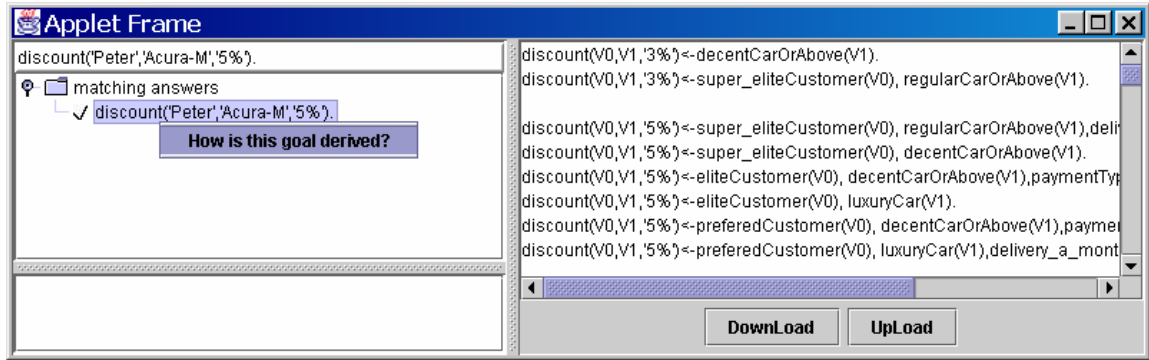 Applet Frame
discount('Peter','Acura-M','5%').
matching answers
discount('Peter','Acura-M','5%').
How is this goal derived?
discount(V0,V1,'3%')<-decentCarOrAbove(V1).
discount(V0,V1,'3%')<-super_eliteCustomer(V0), regularCarOrAbove(V1).
discount(V0,V1,'5%')<-super_eliteCustomer(V0), regularCarOrAbove(V1),deli
discount(V0,V1,'5%')<-super_eliteCustomer(V0), decentCarOrAbove(V1).
discount(V0,V1,'5%')<-eliteCustomer(V0), decentCarOrAbove(V1),paymentTyp
discount(V0,V1,'5%')<-eliteCustomer(V0), luxuryCar(V1).
discount(V0,V1,'5%')<-preferedCustomer(V0), decentCarOrAbove(V1),paymen
discount(V0,V1,'5%')<-preferedCustomer(V0), luxuryCar(V1),delivery_a_mont
DownLoad
UpLoad